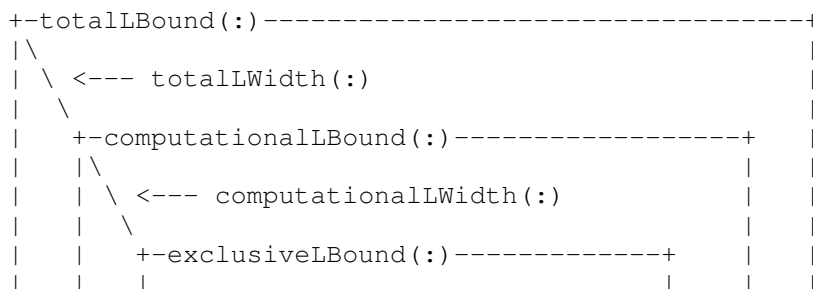 +-totalLBound(:)----------------------------------+
|\                                                |
| \ <--- totalLWidth(:)                           |
|  \                                              |
|   +-computationalLBound(:)------------------+   |
|   |\                                        |   |
|   | \ <--- computationalLWidth(:)           |   |
|   |  \                                      |   |
|   |   +-exclusiveLBound(:)-------------+    |   |
|   |   |                                |    |   |